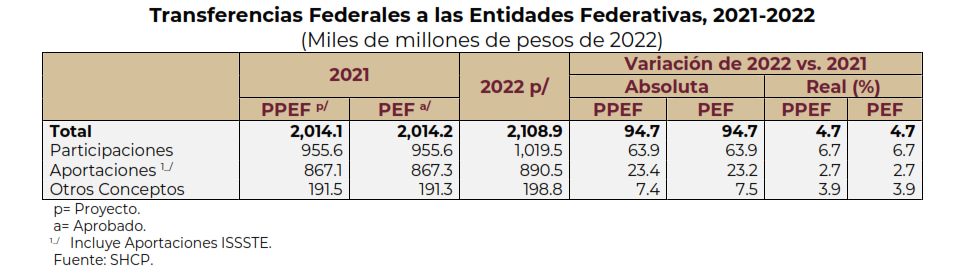 Transferencias Federales a las Entidades Federativas, 2021-2022
(Miles de millones de pesos de 2022)
2021 2022 p/ Variación de 2022 vs. 2021
Absoluta Real (%)
PPEF p/ PEF a/ PPEF PEF PPEF PEF
Total 2,014.1 2,014.2 2,108.9 94.7 94.7 4.7 4.7
Participaciones 955.6 955.6 1,019.5 63.9 63.9 6.7 6.7
Aportaciones 1_/ 867.1 867.3 890.5 23.4 23.2 2.7 2.7
Otros Conceptos 191.5 191.3 198.8 7.4 7.5 3.9 3.9
p= Proyecto.
a= Aprobado.
1_/ Incluye Aportaciones ISSSTE.
Fuente: SHCP.